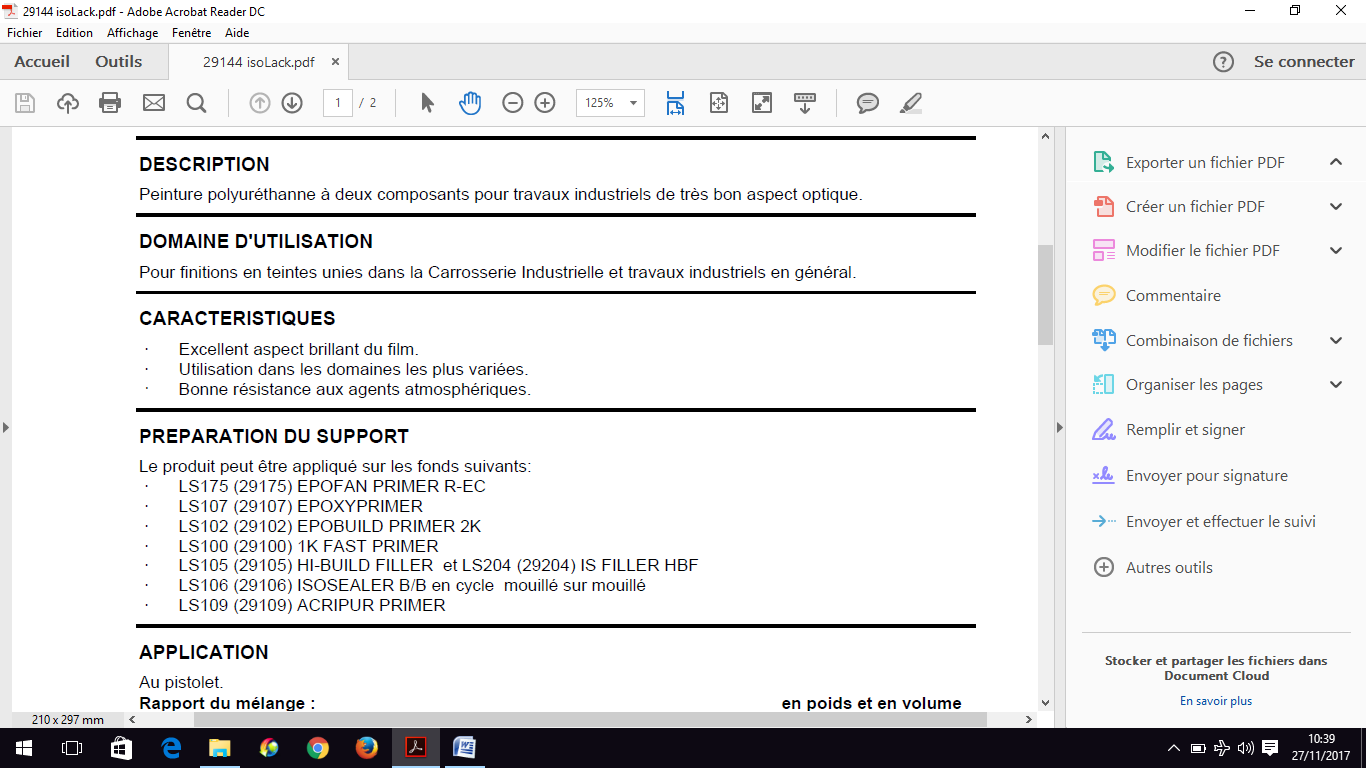 29144 isoLack.pdf - Adobe Acrobat Reader DC
Fichier Edition Affichage Fenêtre Aide
Accueil Outils 29144 isoLack.pdf × ? Se connecter
1 / 2 125%
DESCRIPTION
Peinture polyuréthanne à deux composants pour travaux industriels de très bon aspect optique.
DOMAINE D'UTILISATION
Pour finitions en teintes unies dans la Carrosserie Industrielle et travaux industriels en général.
CARACTERISTIQUES
· Excellent aspect brillant du film.
· Utilisation dans les domaines les plus variées.
· Bonne résistance aux agents atmosphériques.
PREPARATION DU SUPPORT
Le produit peut être appliqué sur les fonds suivants:
· LS175 (29175) EPOFAN PRIMER R-EC
· LS107 (29107) EPOXYPRIMER
· LS102 (29102) EPOBUILD PRIMER 2K
· LS100 (29100) 1K FAST PRIMER
· LS105 (29105) HI-BUILD FILLER et LS204 (29204) IS FILLER HBF
· LS106 (29106) ISOSEALER B/B en cycle mouillé sur mouillé
· LS109 (29109) ACRIPUR PRIMER
APPLICATION
Au pistolet.
Rapport du mélange : en poids et en volume
210 x 297 mm
Exporter un fichier PDF
Créer un fichier PDF
Modifier le fichier PDF
Commentaire
Combinaison de fichiers
Organiser les pages
Remplir et signer
Envoyer pour signature
Envoyer et effectuer le suivi
Autres outils
Stocker et partager les fichiers dans
Document Cloud
En savoir plus
10:39
27/11/2017